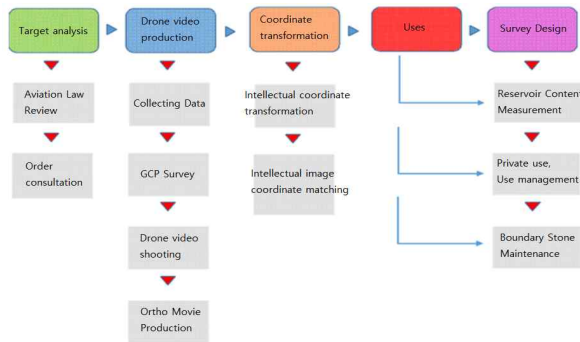 Target analysis
Drone video
production
Coordinate
transformation
Uses
Survey Design
Aviation Law
Review
Order
consultation
Collecting Data
GCP Survey
Drone video
shooting
Ortho Movie
Production
Intellectual coordinate
transformation
Intellectual image
coordinate matching
Reservoir Content
Measurement
Private use,
Use management
Boundary Stone
Maintenance